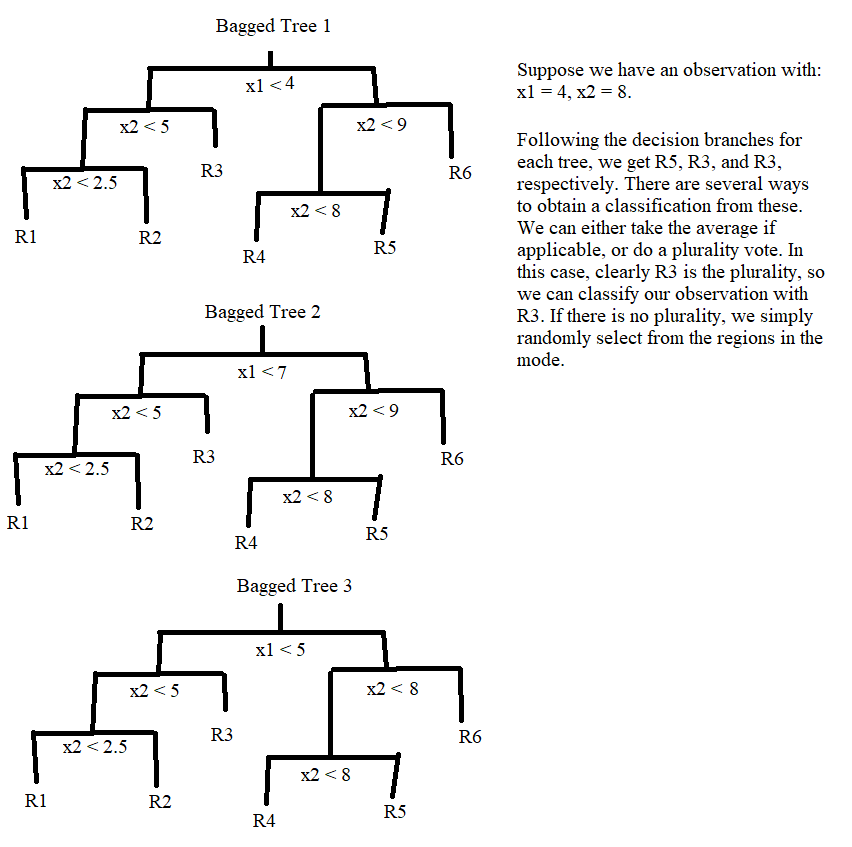 Bagged Tree 1
x1 < 4
x2 < 5
x2 < 9
R3
R6
x2 < 2.5
x2 < 8
R1
R2
R4
R5
Suppose we have an observation with:
x1 = 4, x2 = 8.
Following the decision branches for
each tree, we get R5, R3, and R3,
respectively. There are several ways
to obtain a classification from these.
We can either take the average if
applicable, or do a plurality vote. In
this case, clearly R3 is the plurality, so
we can classify our observation with
R3. If there is no plurality, we simply
randomly select from the regions in the
mode.
Bagged Tree 2
x1 < 7
x2 < 5
x2 < 9
R3
R6
x2 < 2.5
x2 < 8
R1
R2
R4
R5
Bagged Tree 3
x1 < 5
x2 < 5
x2 < 8
R3
R6
x2 < 2.5
x2 < 8
R1
R2
R4
R5